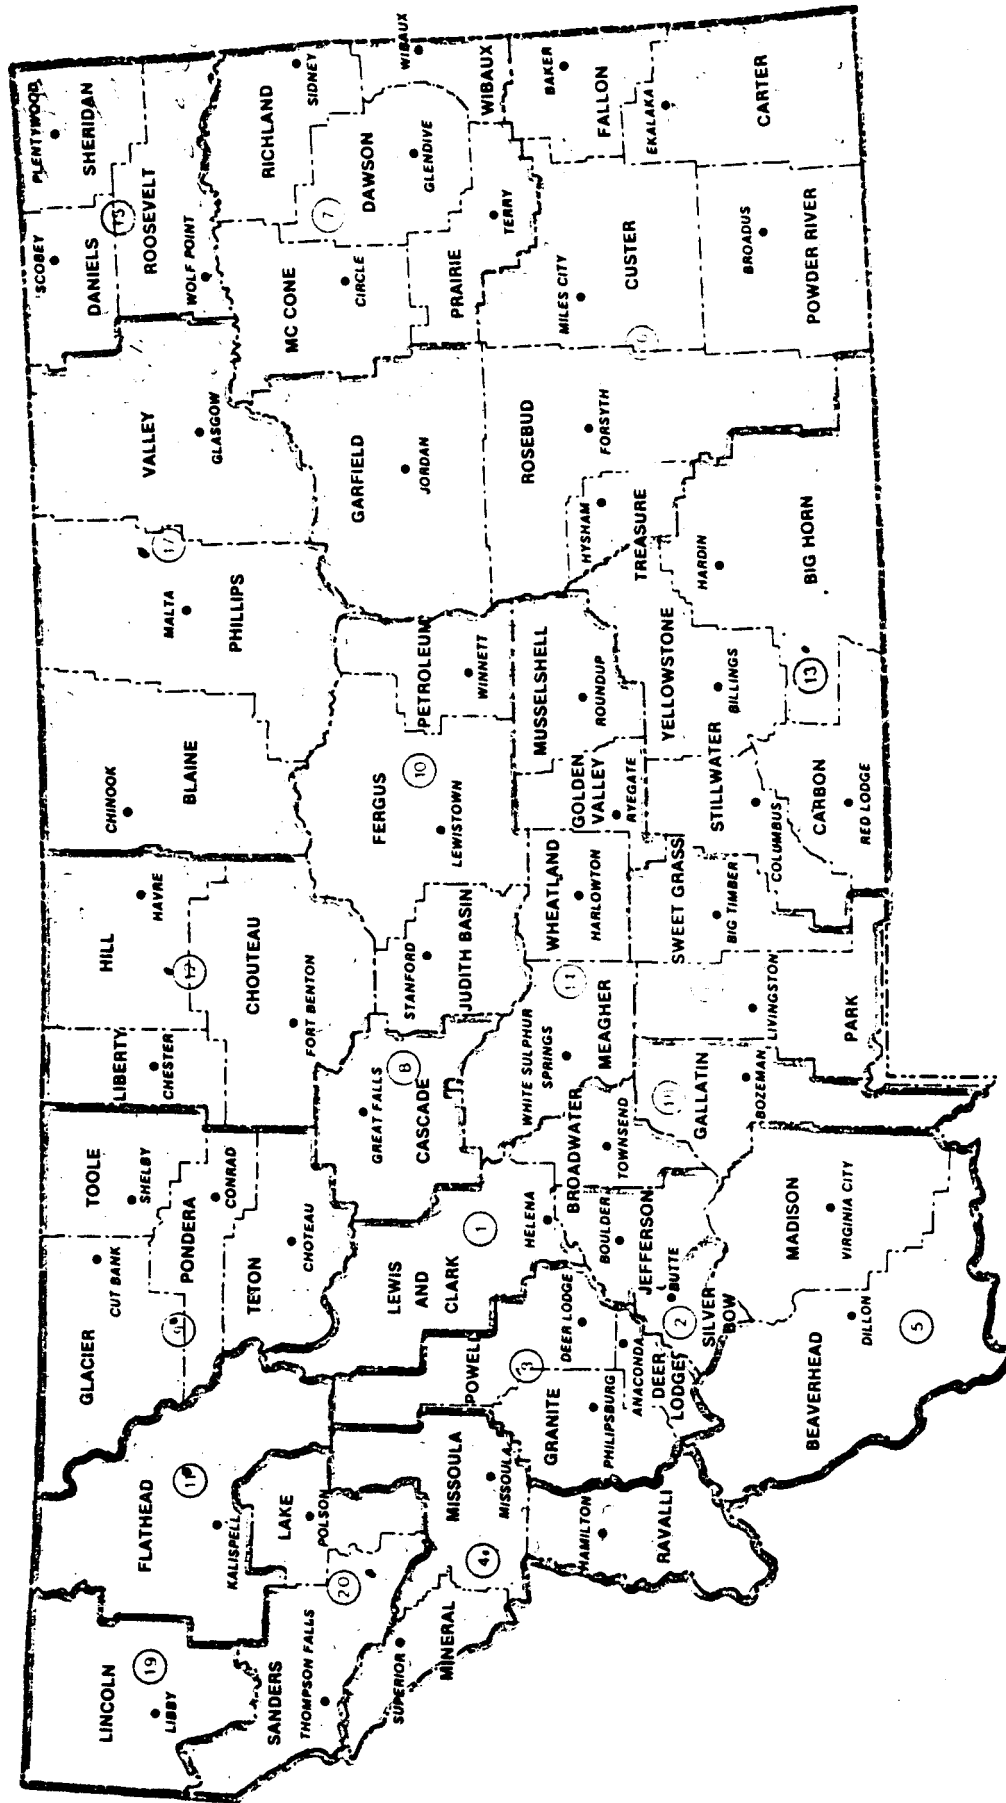 LINCOLN
19
LIBBY
FLATHEAD
KALISPELL
GLACIER
CUT BANK
TOOLE
SHELBY
PONDERA
9
CONRAD
TETON
CHOTEAU
LIBERTY
CHESTER
HILL
HAVRE
12
CHOUTEAU
FORT BENTON
BLAINE
CHINOOK
PHILLIPS
MALTA
17
VALLEY
GLASGOW
DANIELS
SCOBEY
SHERIDAN
PLENTYWOOD
15
ROOSEVELT
WOLF POINT
SANDERS
THOMPSON FALLS
20
LAKE
POLSON
MINERAL
SUPERIOR
4
MISSOULA
MISSOULA
POWELL
3
DEER LODGE
LEWIS
AND
CLARK
1
HELENA
CASCADE
8
GREAT FALLS
JUDITH BASIN
STANFORD
FERGUS
10
LEWISTOWN
PETROLEUM
WINNETT
GARFIELD
JORDAN
MC CONE
CIRCLE
RICHLAND
SIDNEY
7
DAWSON
GLENDIVE
WIBAUX
WIBAUX
PRAIRIE
TERRY
GRANITE
PHILIPSBURG
RAVALLI
HAMILTON
DEER
LODGE
ANACONDA
2
SILVER
BOW
BUTTE
JEFFERSON
BOULDER
BROADWATER
TOWNSEND
MEAGHER
WHITE SULPHUR
SPRINGS
WHEATLAND
HARLOWTON
GOLDEN
VALLEY
RYEGATE
MUSSELSHELL
ROUNDUP
TREASURE
HYSHAM
ROSEBUD
FORSYTH
CUSTER
MILES CITY
FALLON
BAKER
CARTER
EKALAKA
POWDER RIVER
BROADUS
BEAVERHEAD
DILLON
5
MADISON
VIRGINIA CITY
GALLATIN
18
BOZEMAN
PARK
LIVINGSTON
SWEET GRASS
BIG TIMBER
STILLWATER
COLUMBUS
CARBON
RED LODGE
YELLOWSTONE
BILLINGS
13
BIG HORN
HARDIN